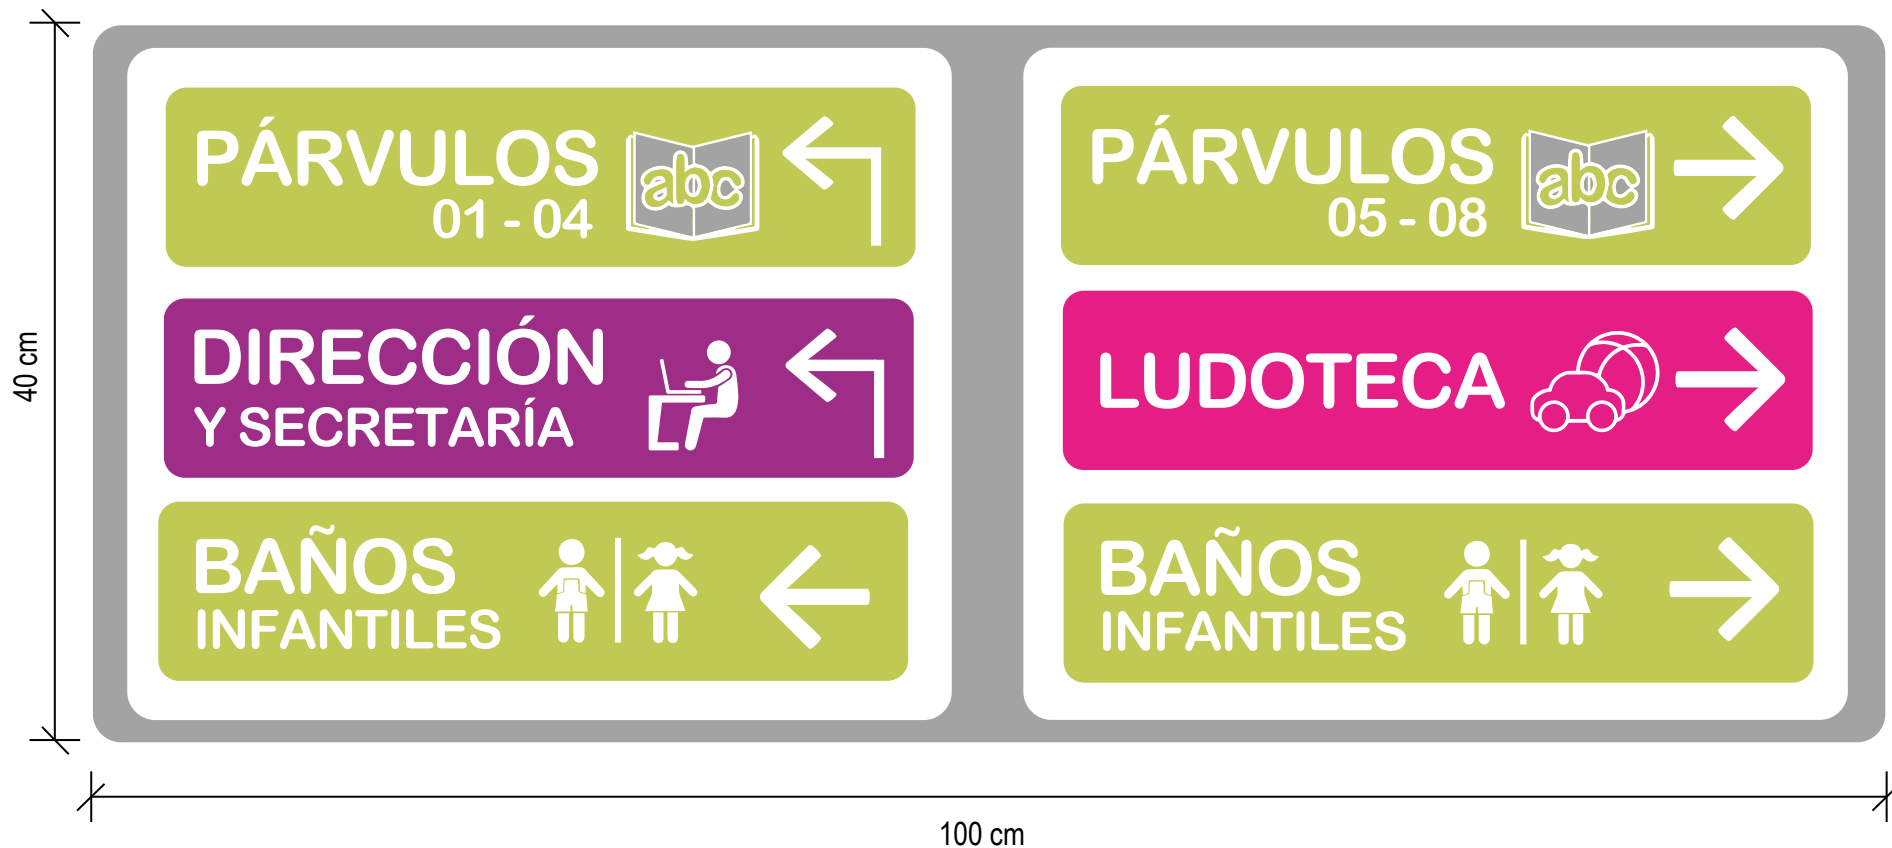 PÁRVULOS
01 - 04
abc
DIRECCIÓN
Y SECRETARÍA
BAÑOS
INFANTILES
PÁRVULOS
05 - 08
abc
LUDOTECA
BAÑOS
INFANTILES
40 cm
100 cm